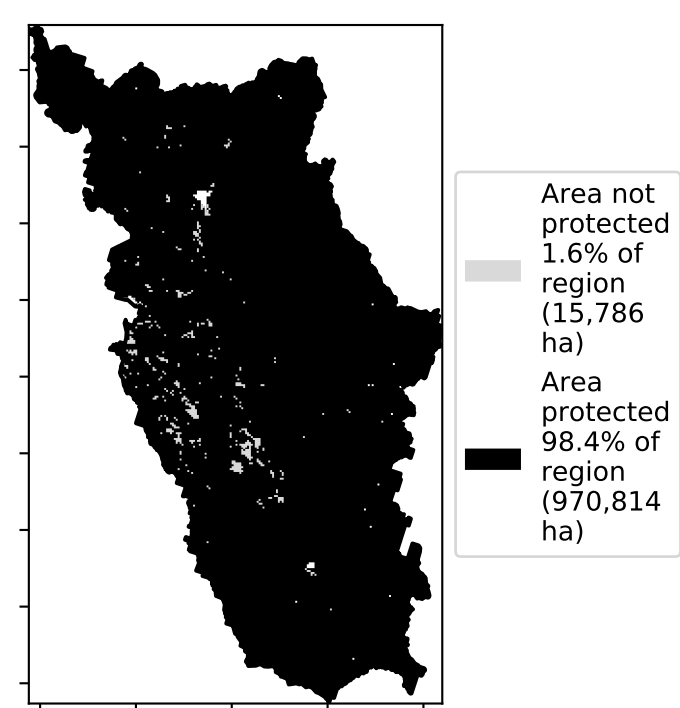 Area not
protected
1.6% of
region
(15,786
ha)
Area
protected
98.4% of
region
(970,814
ha)